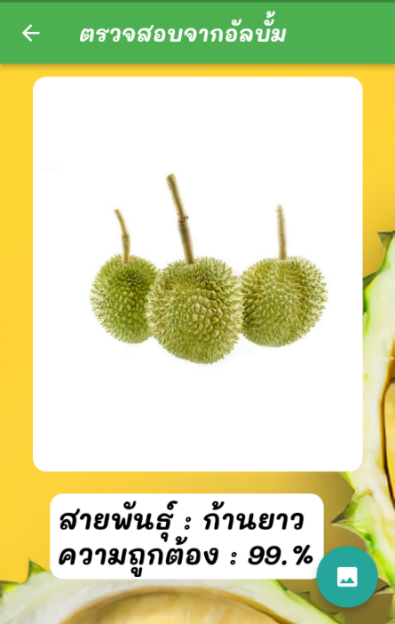 ตรวจสอบจากอัลบั้ม
สายพันธุ์ : ก้านยาว
ความถูกต้อง : 99.%